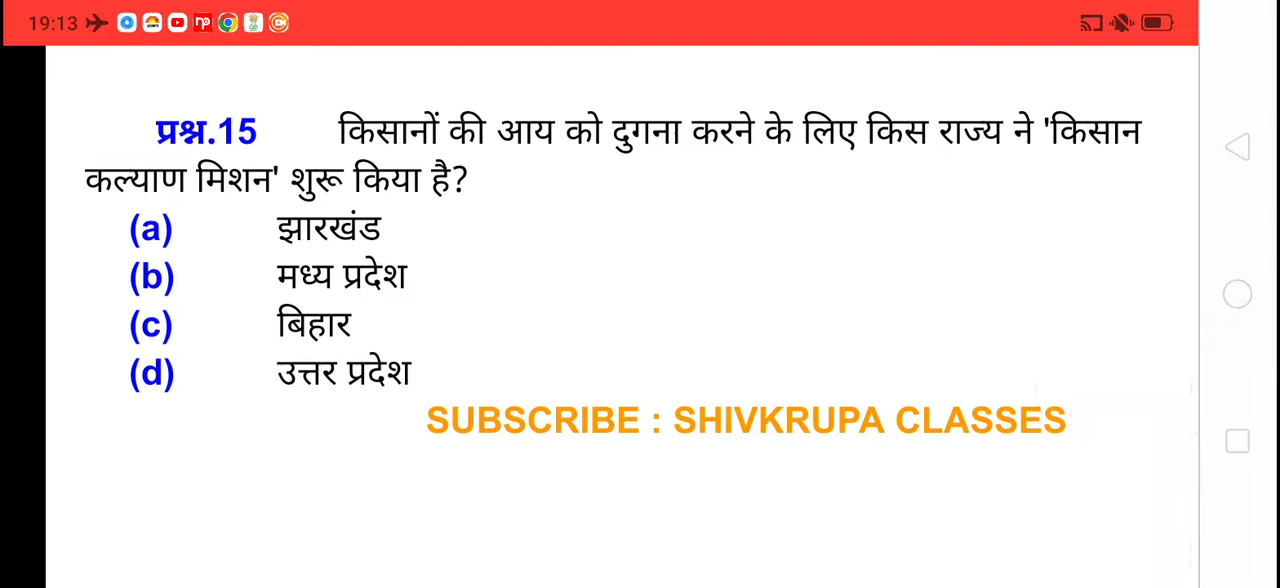 19:13
प्रश्न.15 किसानों की आय को दुगना करने के लिए किस राज्य ने 'किसान
कल्याण मिशन' शुरू किया है?
(a) झारखंड
(b) मध्य प्रदेश
(c) बिहार
(d) उत्तर प्रदेश
SUBSCRIBE : SHIVKRUPA CLASSES